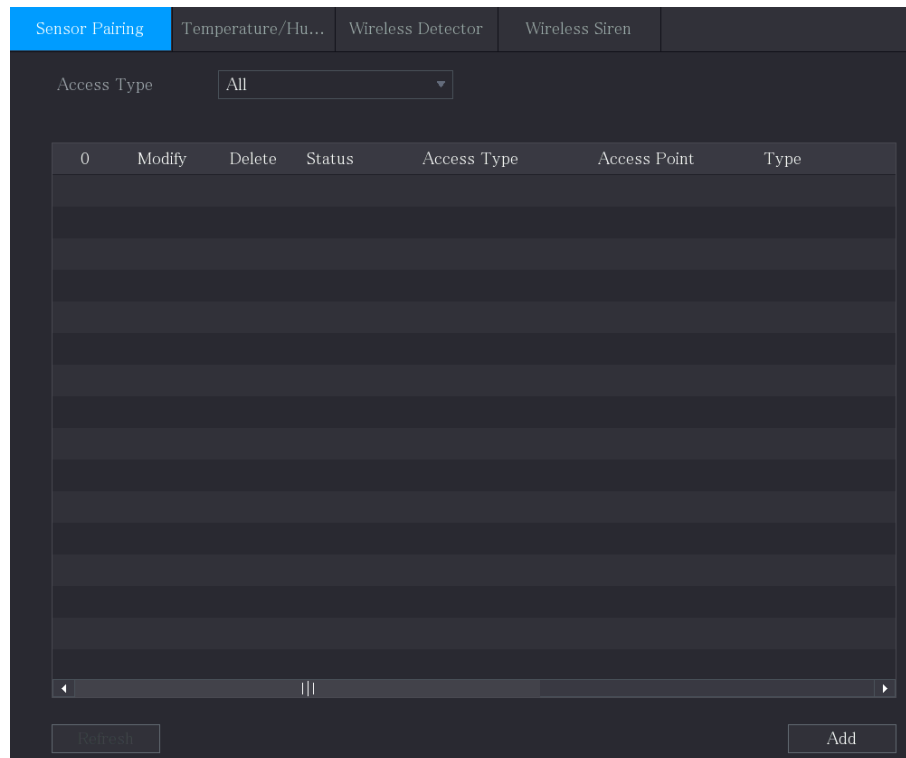 Sensor Pairing Temperature/Hu... Wireless Detector Wireless Siren
Access Type All
0 Modify Delete Status Access Type Access Point Type
Refresh Add